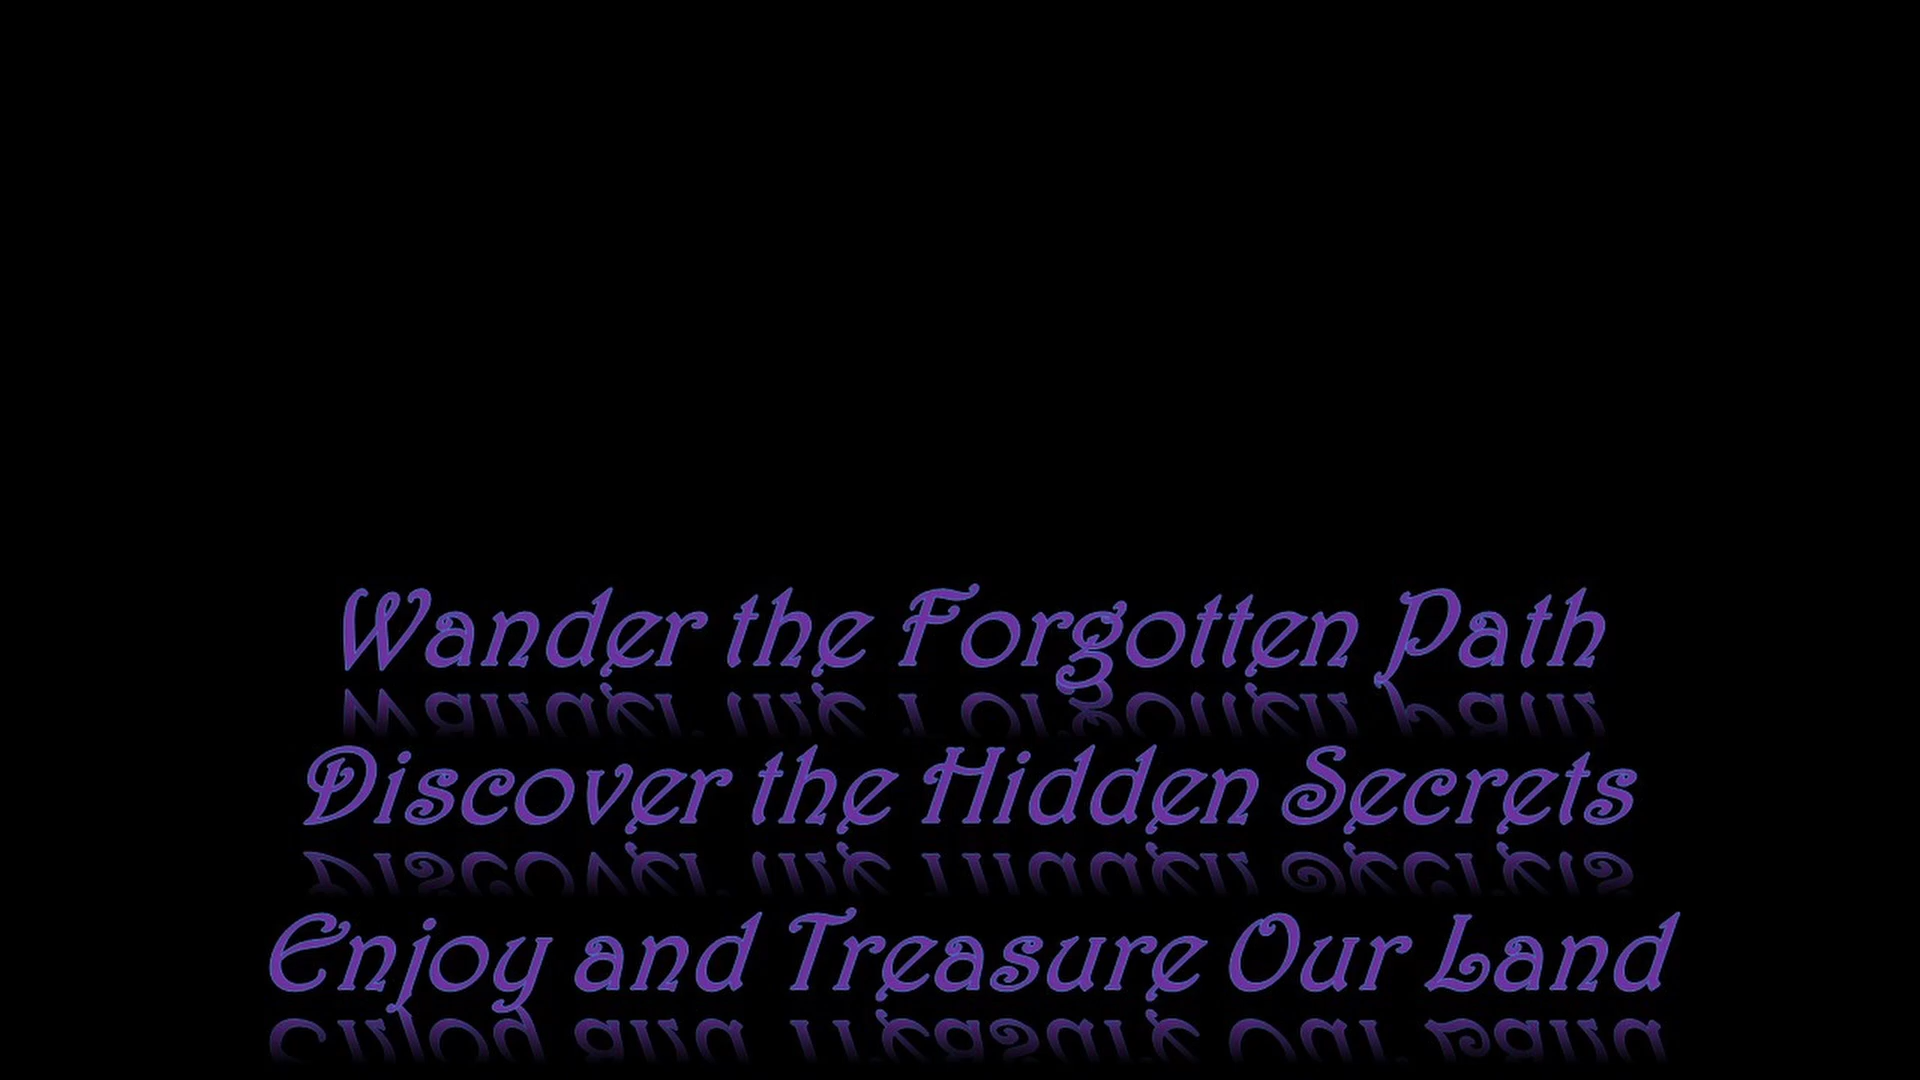 Wander the Forgotten Path
Discover the Hidden Secrets
Enjoy and Treasure Our Land